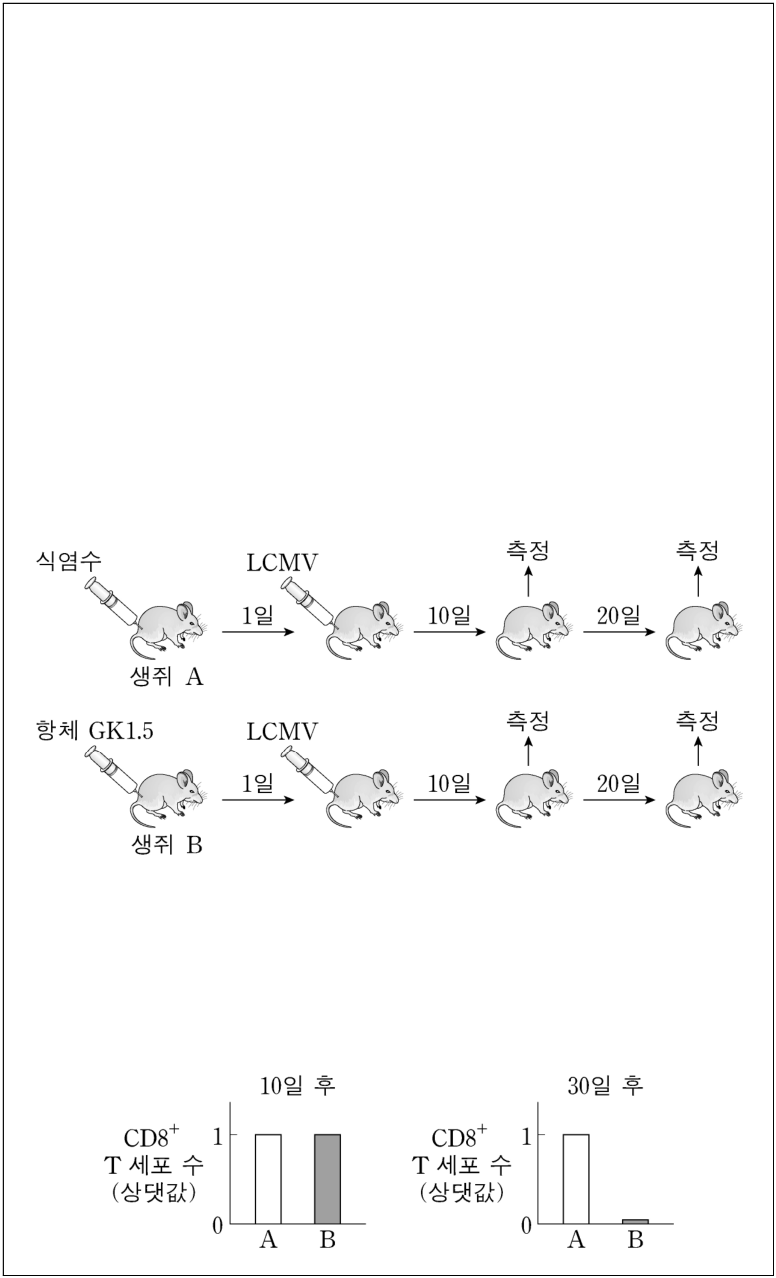 식염수 LCMV 측정 측정
1일 10일 20일
생쥐 A
항체 GK1.5 LCMV 측정 측정
1일 10일 20일
생쥐 B
10일 후
CD8+
T 세포 수
(상댓값)
1
0
A B
30일 후
CD8+
T 세포 수
(상댓값)
1
0
A B